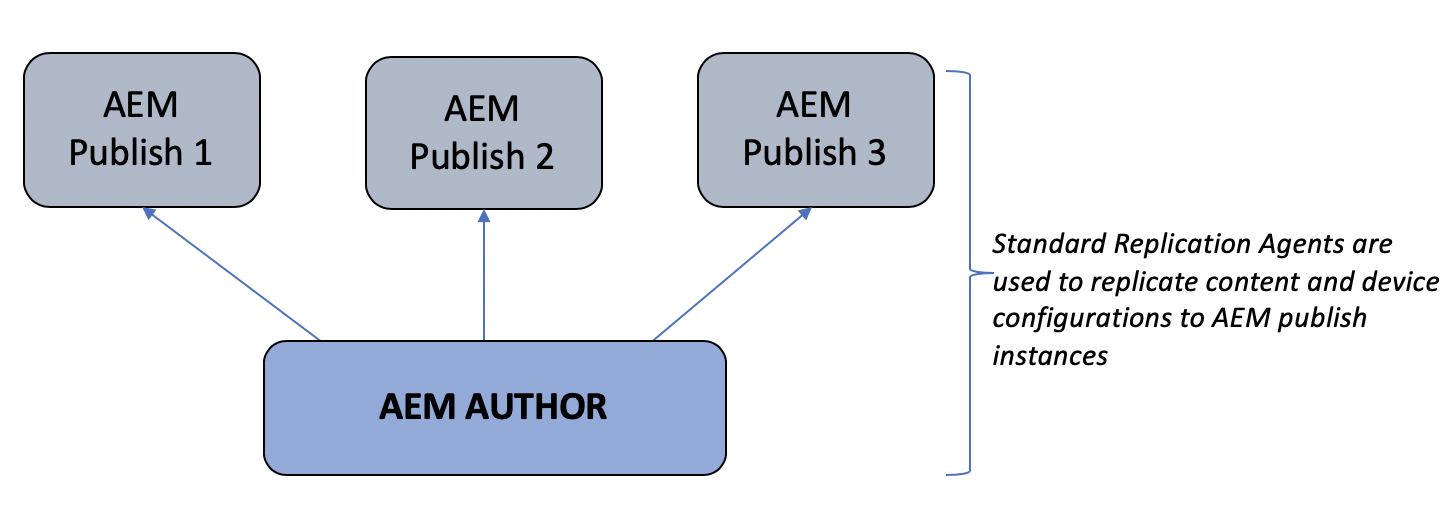 AEM
Publish 1
AEM
Publish 2
AEM
Publish 3
Standard Replication Agents are
used to replicate content and device
configurations to AEM publish
instances
AEM AUTHOR